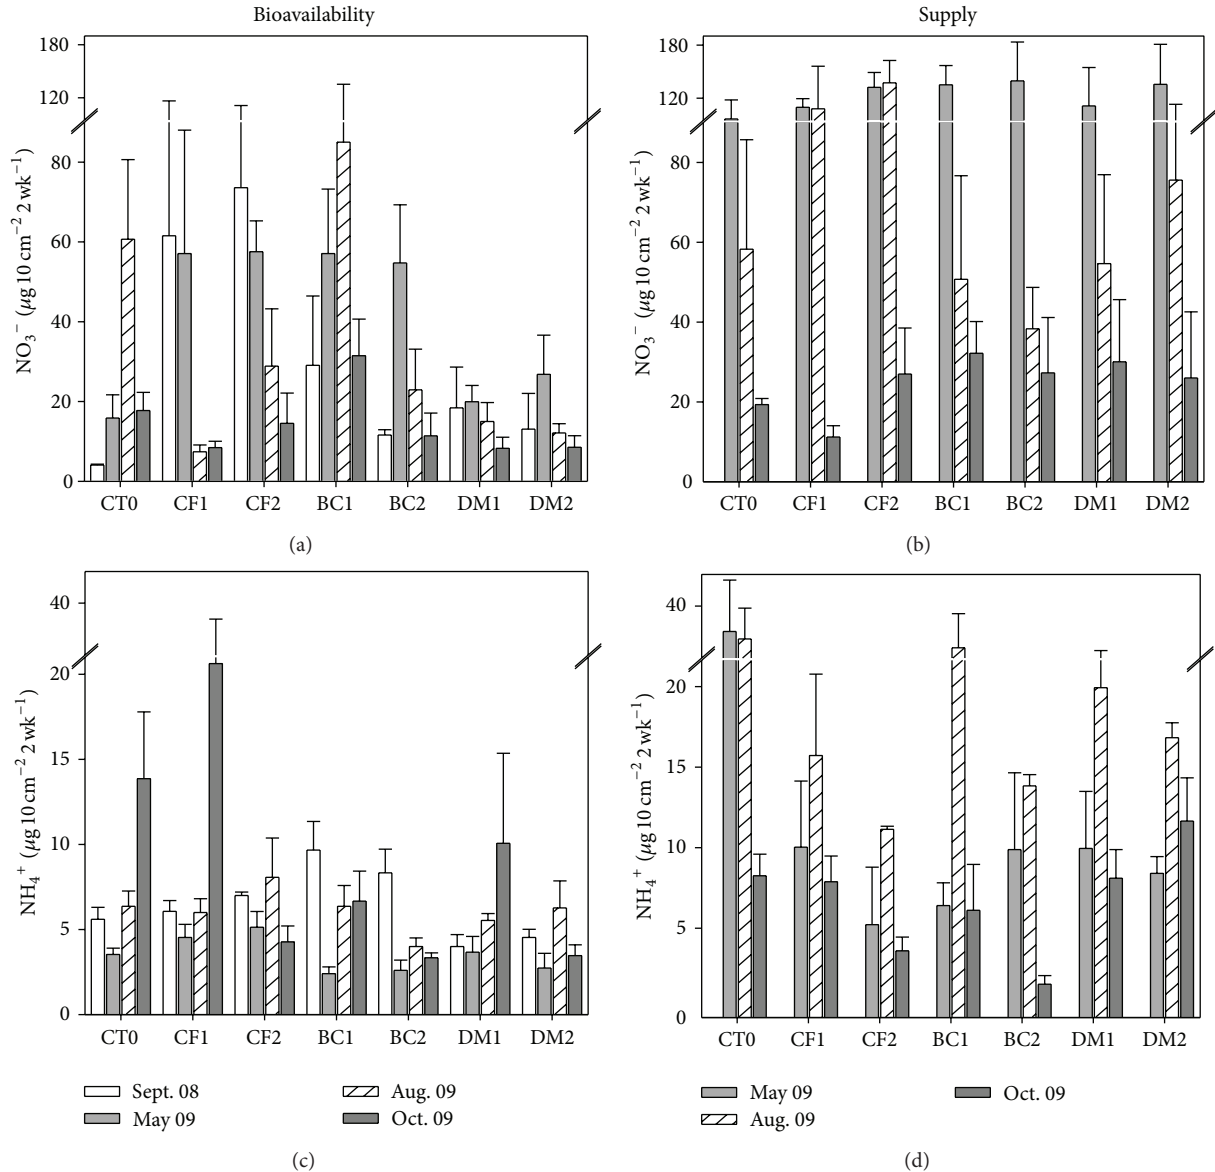 Bioavailability
180
120
80
60
40
20
0
NO₃⁻ (μg 10 cm⁻² 2 wk⁻¹)
CT0 CF1 CF2 BC1 BC2 DM1 DM2
(a)
Supply
180
120
80
60
40
20
0
NO₃⁻ (μg 10 cm⁻² 2 wk⁻¹)
CT0 CF1 CF2 BC1 BC2 DM1 DM2
(b)
40
20
15
10
5
0
NH₄⁺ (μg 10 cm⁻² 2 wk⁻¹)
CT0 CF1 CF2 BC1 BC2 DM1 DM2
Sept. 08 Aug. 09
May 09 Oct. 09
(c)
40
20
15
10
5
0
NH₄⁺ (μg 10 cm⁻² 2 wk⁻¹)
CT0 CF1 CF2 BC1 BC2 DM1 DM2
May 09 Oct. 09
Aug. 09
(d)